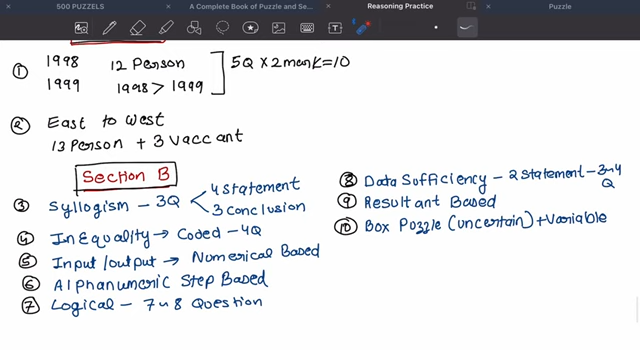 500 PUZZELS
A Complete Book of Puzzle and Se...
Reasoning Practice
Puzzle
① 1998 12 Person
1999 1998 > 1999
5Q × 2 mark = 10
② East to West
13 Person + 3 Vaccant
Section B
③ Syllogism - 3Q
4 statement
3 conclusion
④ InEquality → Coded - 4Q
⑤ Input/output → Numerical Based
⑥ Alphanumeric Step Based
⑦ Logical - 7 ~ 8 Question
⑧ Data Sufficiency - 2 statement - 3~4
Q
⑨ Resultant Based
⑩ Box Puzzle (uncertain) + Variable